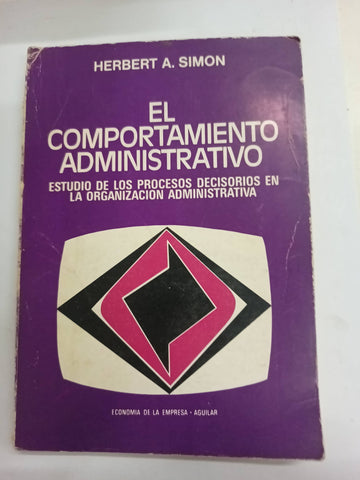 HERBERT A. SIMON
EL
COMPORTAMIENTO
ADMINISTRATIVO
ESTUDIO DE LOS PROCESOS DECISORIOS EN
LA ORGANIZACION ADMINISTRATIVA
ECONOMIA DE LA EMPRESA - AGUILAR